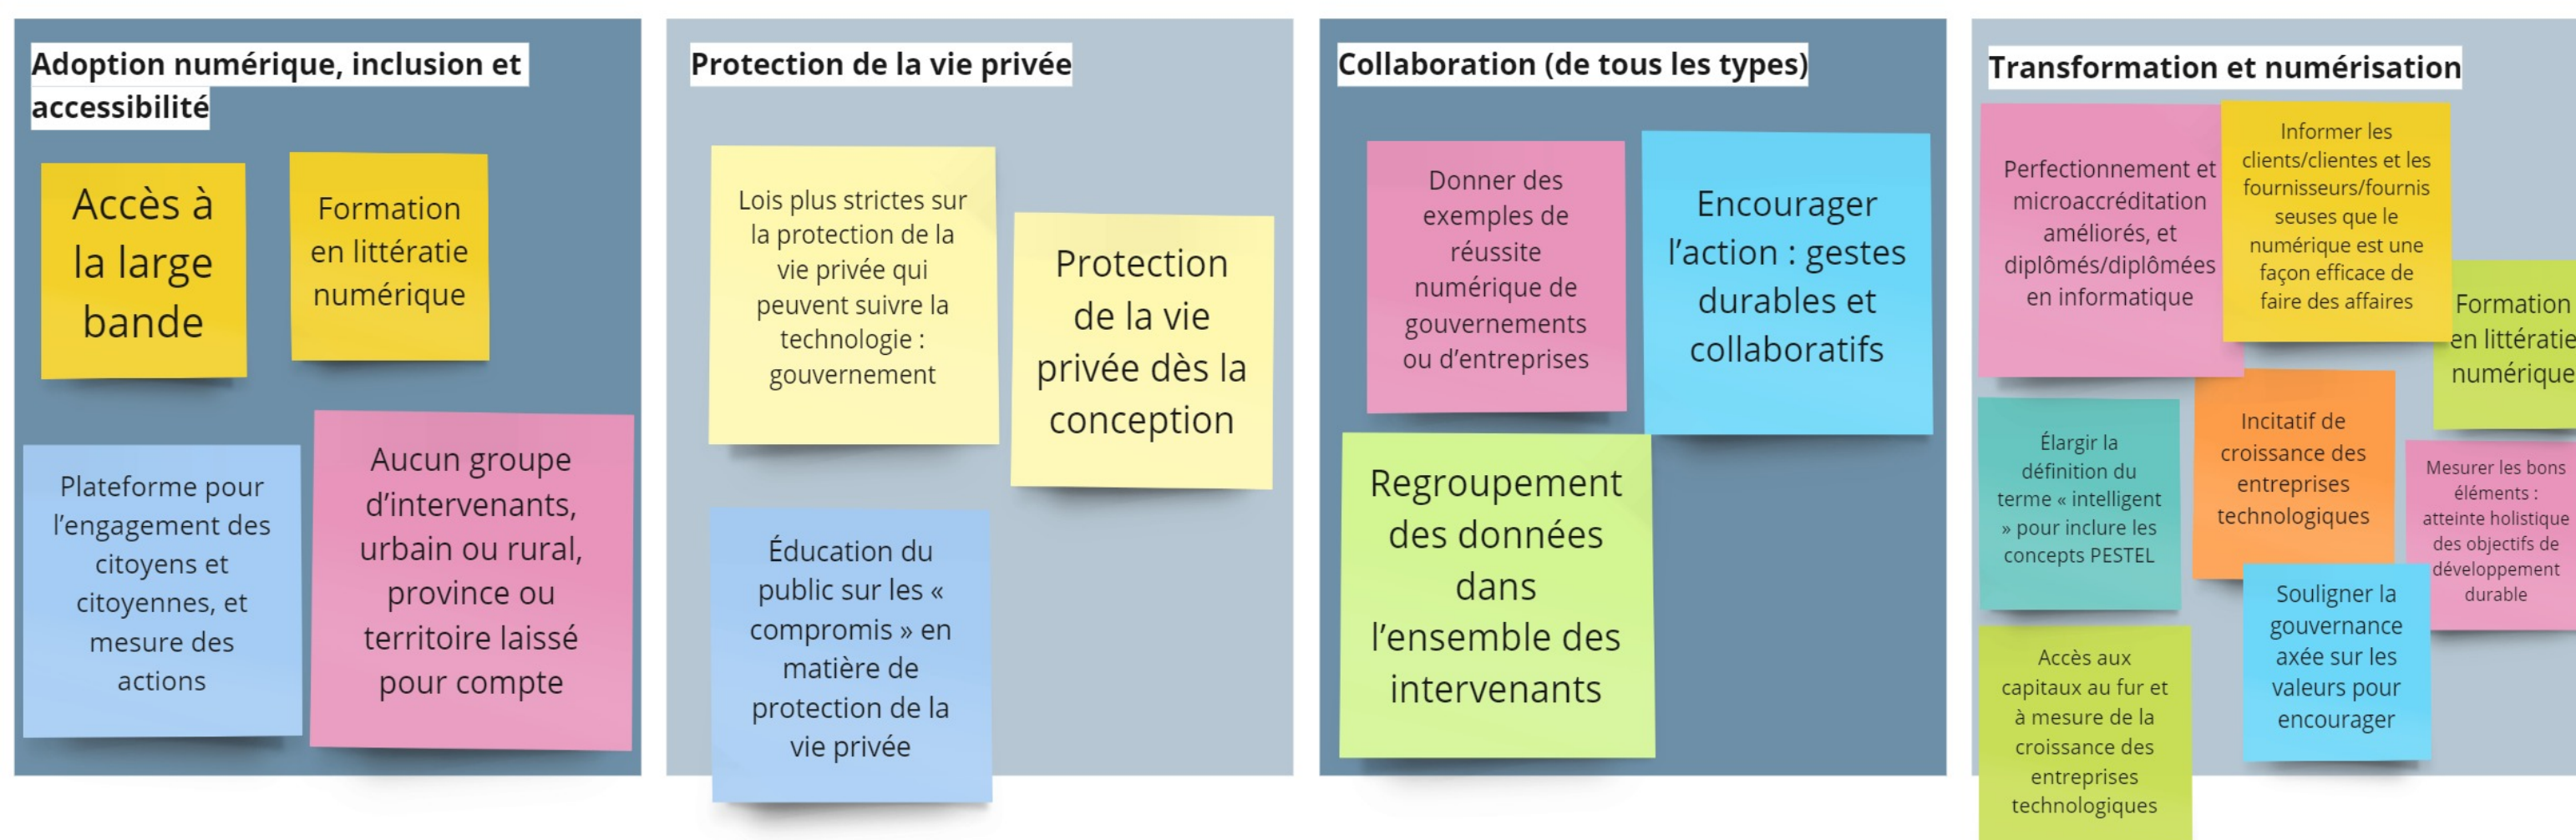 Adoption numérique, inclusion et
accessibilité
Accès à
la large
bande
Formation
en littératie
numérique
Plateforme pour
l’engagement des
citoyens et
citoyennes, et
mesure des
actions
Aucun groupe
d’intervenants,
urbain ou rural,
province ou
territoire laissé
pour compte
Protection de la vie privée
Lois plus strictes sur
la protection de la
vie privée qui
peuvent suivre la
technologie :
gouvernement
Protection
de la vie
privée dès la
conception
Éducation du
public sur les «
compromis » en
matière de
protection de la
vie privée
Collaboration (de tous les types)
Donner des
exemples de
réussite
numérique de
gouvernements
ou d’entreprises
Encourager
l’action : gestes
durables et
collaboratifs
Regroupement
des données
dans
l’ensemble des
intervenants
Transformation et numérisation
Perfectionnement et
microaccréditation
améliorés, et
diplômés/diplômées
en informatique
Informer les
clients/clientes et les
fournisseurs/fournis
seuses que le
numérique est une
façon efficace de
faire des affaires
Formation
en littératie
numérique
Élargir la
définition du
terme « intelligent
» pour inclure les
concepts PESTEL
Incitatif de
croissance des
entreprises
technologiques
Mesurer les bons
éléments :
atteinte holistique
des objectifs de
développement
durable
Accès aux
capitaux au fur et
à mesure de la
croissance des
entreprises
technologiques
Souligner la
gouvernance
axée sur les
valeurs pour
encourager